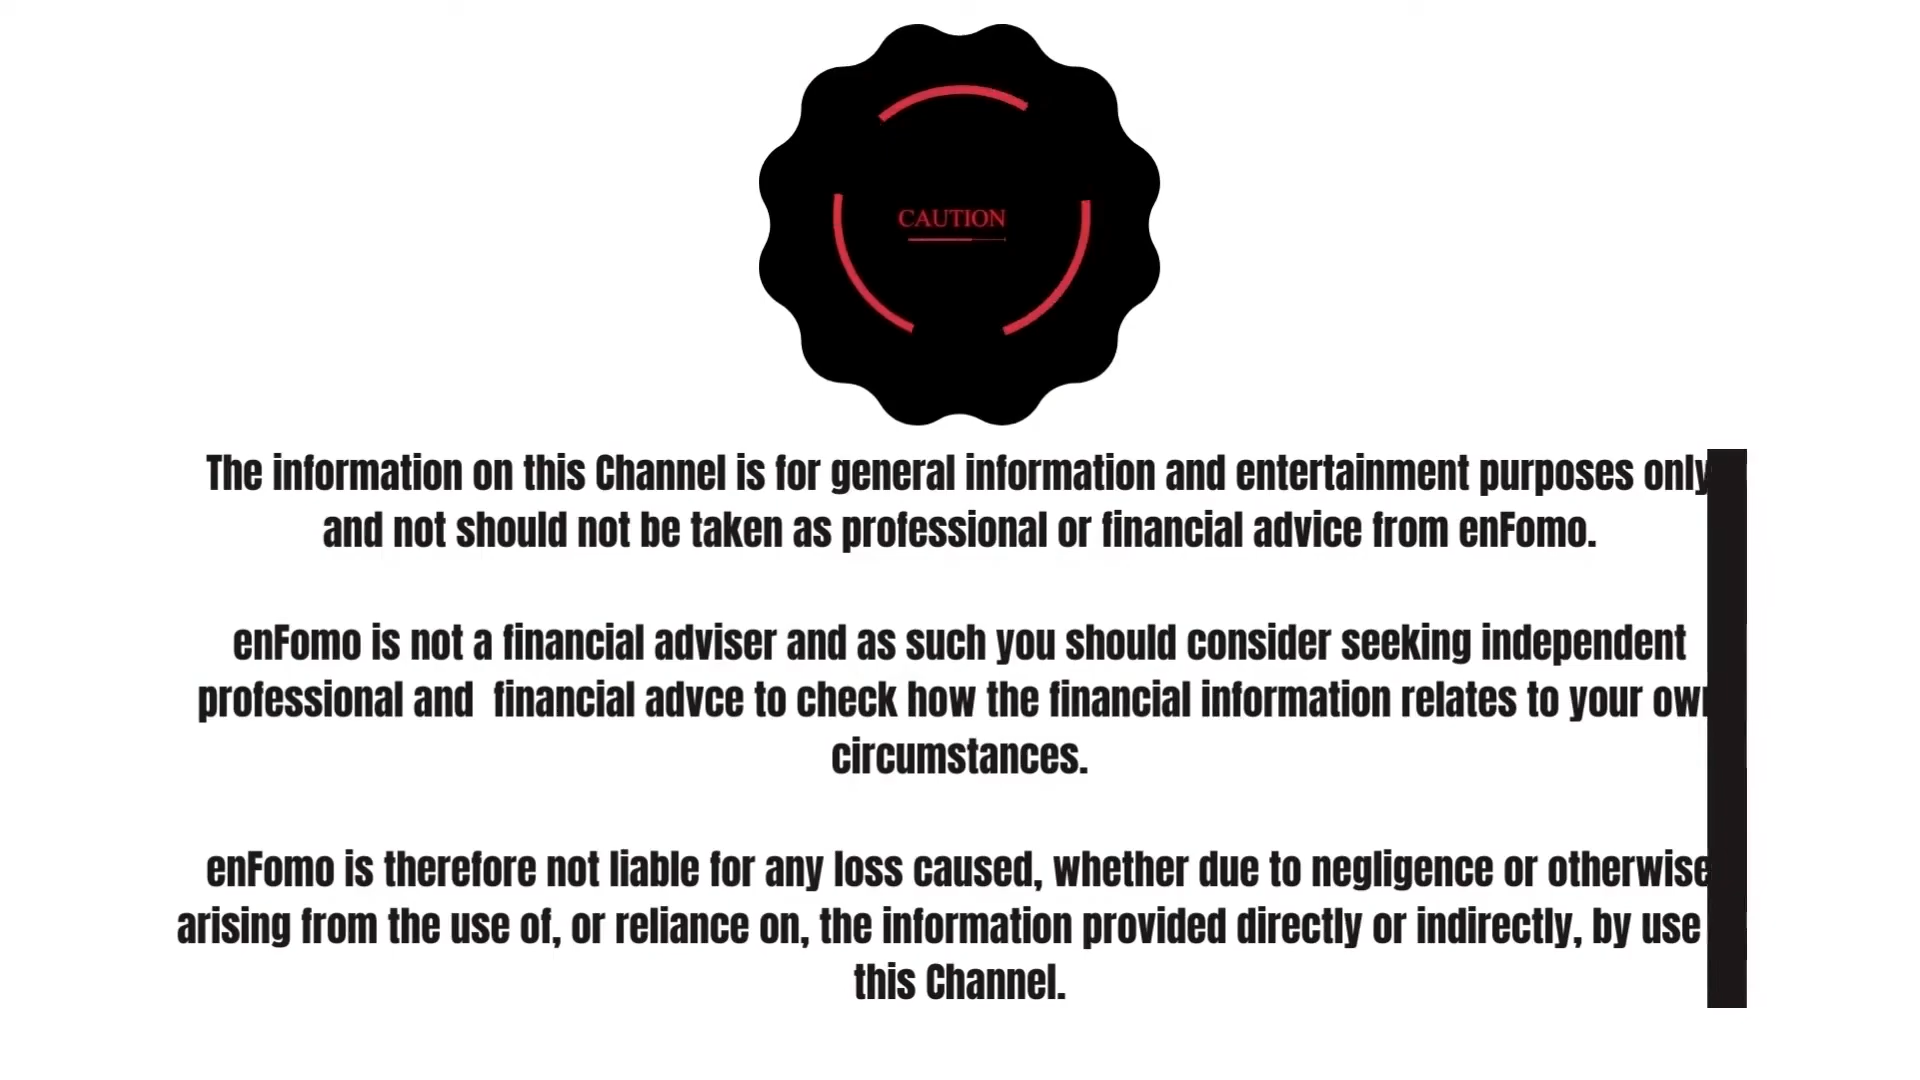 CAUTION
The information on this Channel is for general information and entertainment purposes only
and not should not be taken as professional or financial advice from enFomo.
enFomo is not a financial adviser and as such you should consider seeking independent
professional and financial advce to check how the financial information relates to your own
circumstances.
enFomo is therefore not liable for any loss caused, whether due to negligence or otherwise
arising from the use of, or reliance on, the information provided directly or indirectly, by use
this Channel.